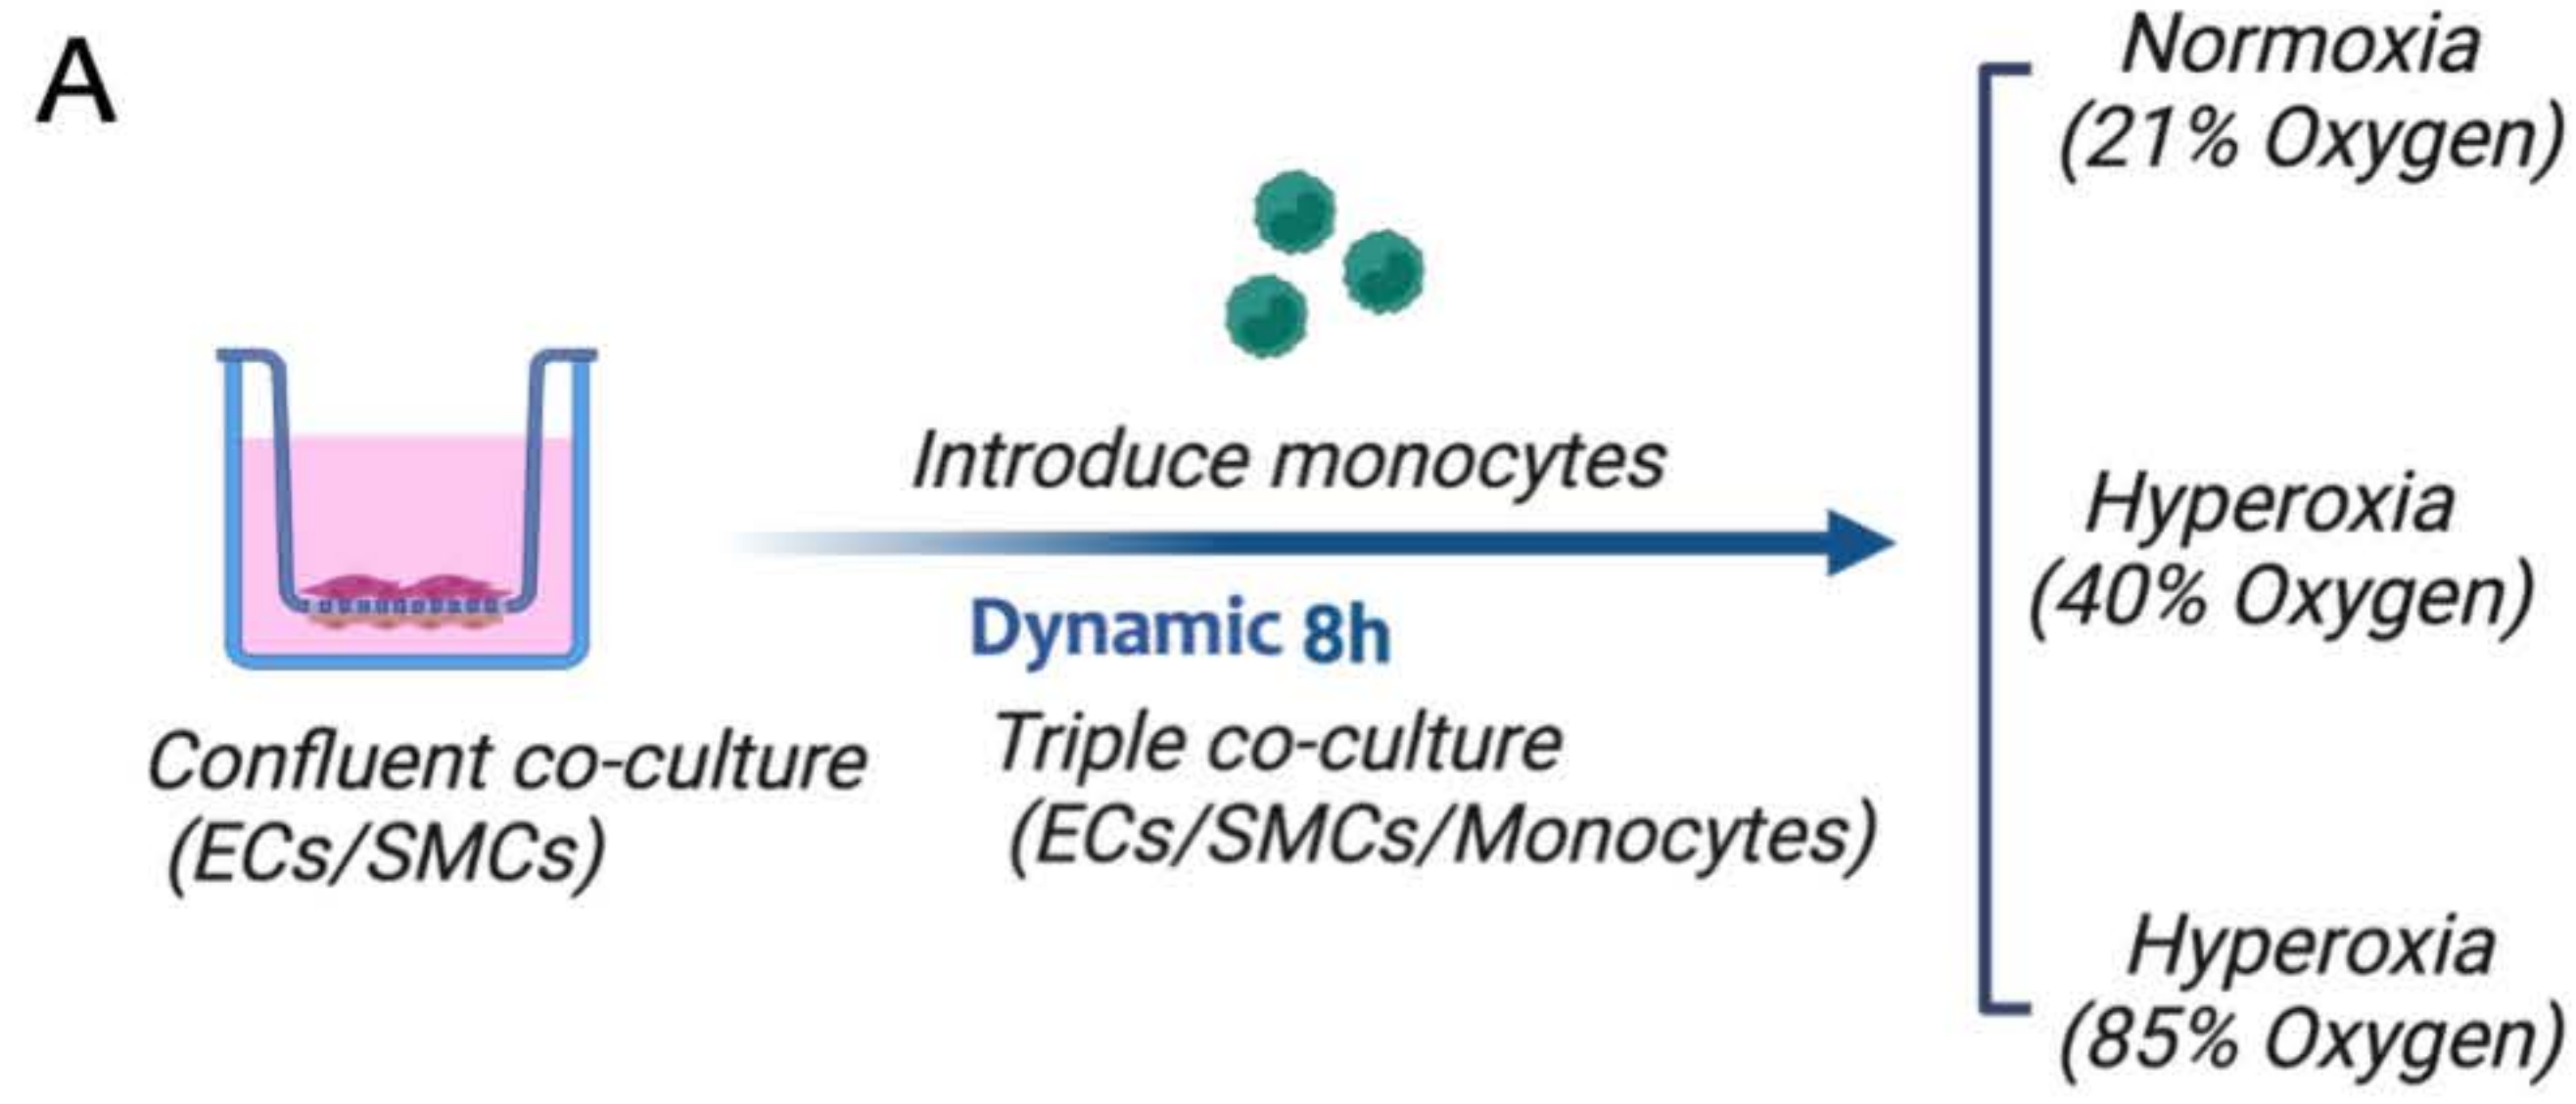 A
Confluent co-culture
(ECs/SMCs)
Introduce monocytes
Dynamic 8h
Triple co-culture
(ECs/SMCs/Monocytes)
Normoxia
(21% Oxygen)
Hyperoxia
(40% Oxygen)
Hyperoxia
(85% Oxygen)